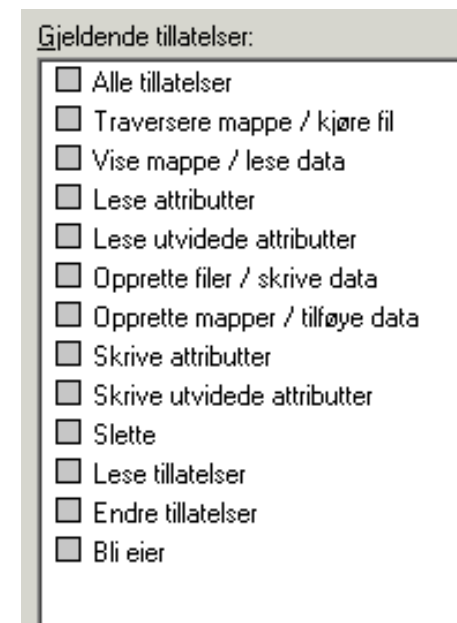 Gjeldende tillatelser:
Alle tillatelser
Traversere mappe / kjøre fil
Vise mappe / lese data
Lese attributter
Lese utvidede attributter
Opprette filer / skrive data
Opprette mapper / tilføye data
Skrive attributter
Skrive utvidede attributter
Slette
Lese tillatelser
Endre tillatelser
Bli eier